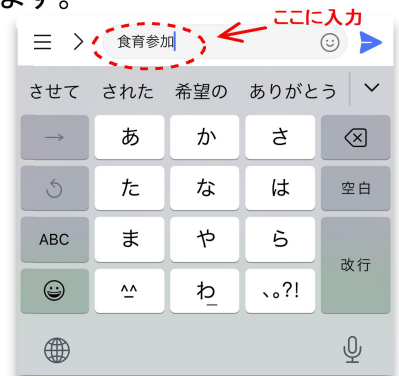 ます。
ここに入力
食育参加
させて された 希望の ありがとう
→ あ か さ
た な は 空白
ABC ま や ら 改行
^^ わ_ 、。?!